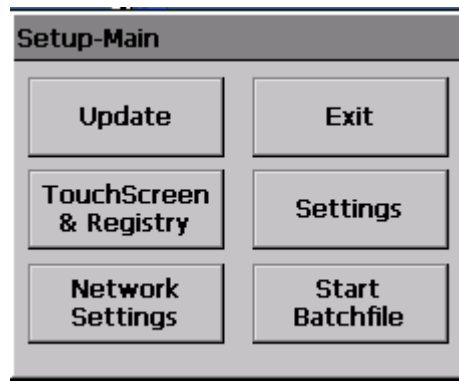 Setup-Main
Update
Exit
TouchScreen
& Registry
Settings
Network
Settings
Start
Batchfile